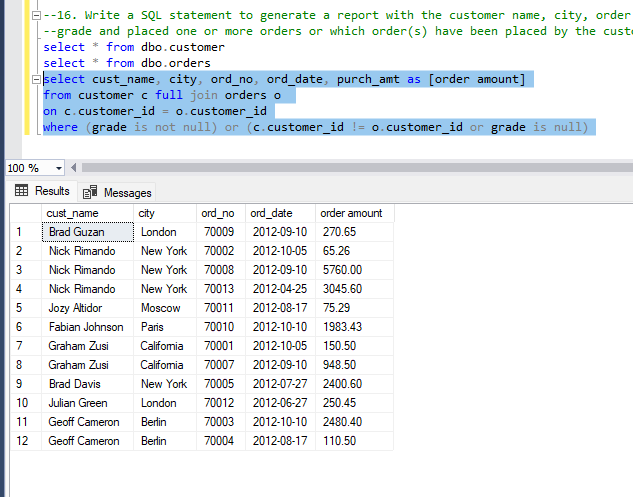 --16. Write a SQL statement to generate a report with the customer name, city, order
--grade and placed one or more orders or which order(s) have been placed by the
select * from dbo.customer
select * from dbo.orders
select cust_name, city, ord_no, ord_date, purch_amt as [order amount]
from customer c full join orders o
on c.customer_id = o.customer_id
where (grade is not null) or (c.customer_id != o.customer_id or grade is null)
100 %
Results Messages
cust_name city ord_no ord_date order amount
1 Brad Guzan London 70009 2012-09-10 270.65
2 Nick Rimando New York 70002 2012-10-05 65.26
3 Nick Rimando New York 70008 2012-09-10 5760.00
4 Nick Rimando New York 70013 2012-04-25 3045.60
5 Jozy Altidor Moscow 70011 2012-08-17 75.29
6 Fabian Johnson Paris 70010 2012-10-10 1983.43
7 Graham Zusi California 70001 2012-10-05 150.50
8 Graham Zusi California 70007 2012-09-10 948.50
9 Brad Davis New York 70005 2012-07-27 2400.60
10 Julian Green London 70012 2012-06-27 250.45
11 Geoff Cameron Berlin 70003 2012-10-10 2480.40
12 Geoff Cameron Berlin 70004 2012-08-17 110.50